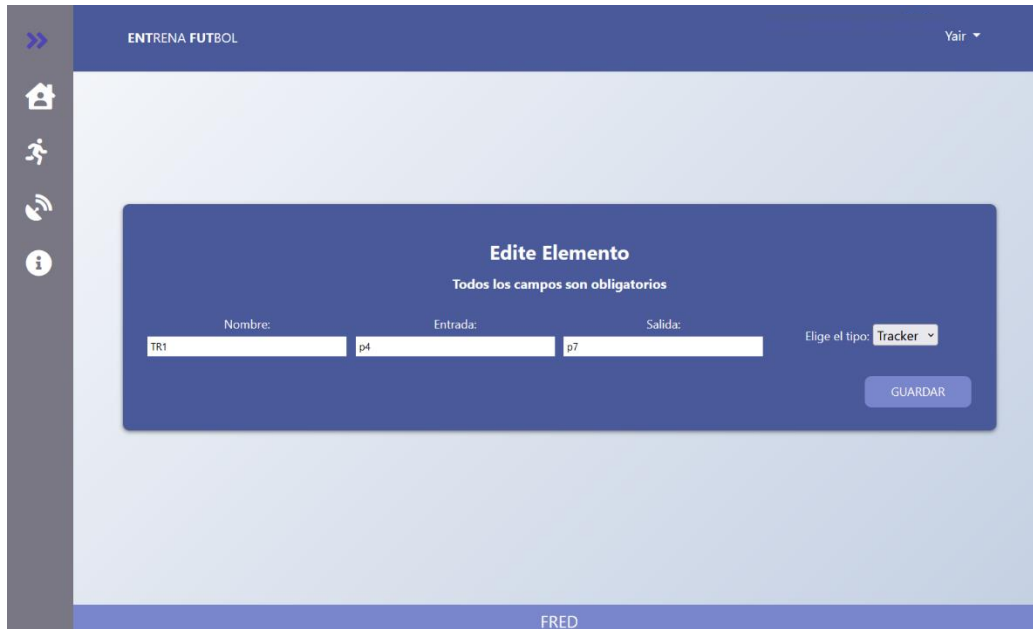 ENTRENA FUTBOL
Yair
Edite Elemento
Todos los campos son obligatorios
Nombre: Entrada: Salida:
TR1 p4 p7
Elige el tipo: Tracker
GUARDAR
FRED